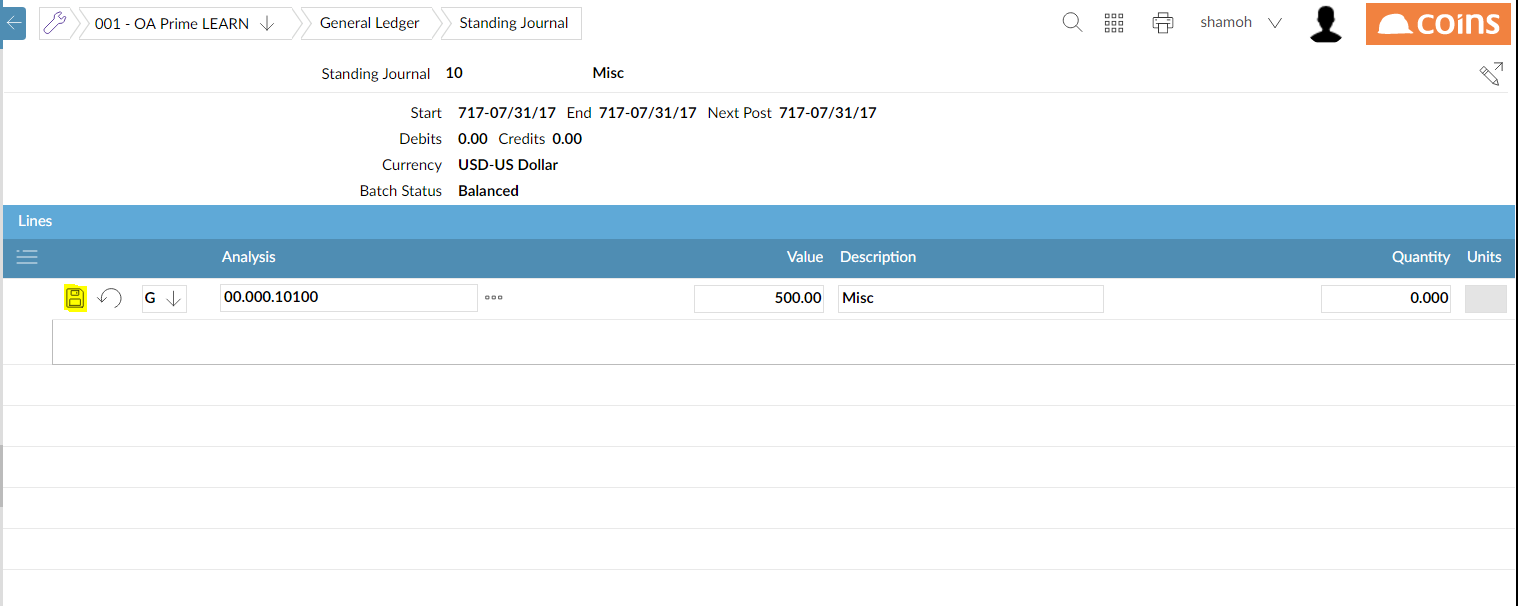 001 - OA Prime LEARN General Ledger Standing Journal shamoh coins
Standing Journal 10 Misc
Start 717-07/31/17 End 717-07/31/17 Next Post 717-07/31/17
Debits 0.00 Credits 0.00
Currency USD-US Dollar
Batch Status Balanced
Lines
Analysis Value Description Quantity Units
G 00.000.10100 500.00 Misc 0.000